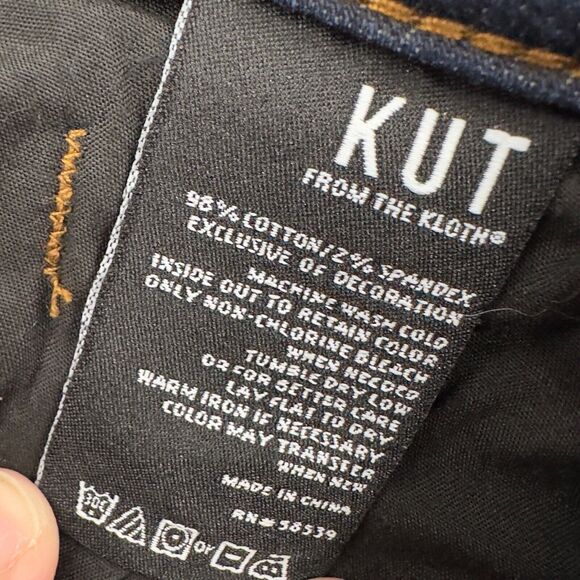 KUT
FROM THE KLOTH®
98% COTTON/2% SPANDEX
EXCLUSIVE OF DECORATION
MACHINE WASH COLD
INSIDE OUT TO RETAIN COLOR
ONLY NON-CHLORINE BLEACH
WHEN NEEDED
TUMBLE DRY LOW
OR FOR BETTER CARE
LAY FLAT TO DRY
WARM IRON IF NECESSARY
COLOR MAY TRANSFER
WHEN NEW
MADE IN CHINA
RN# 58539
30C or